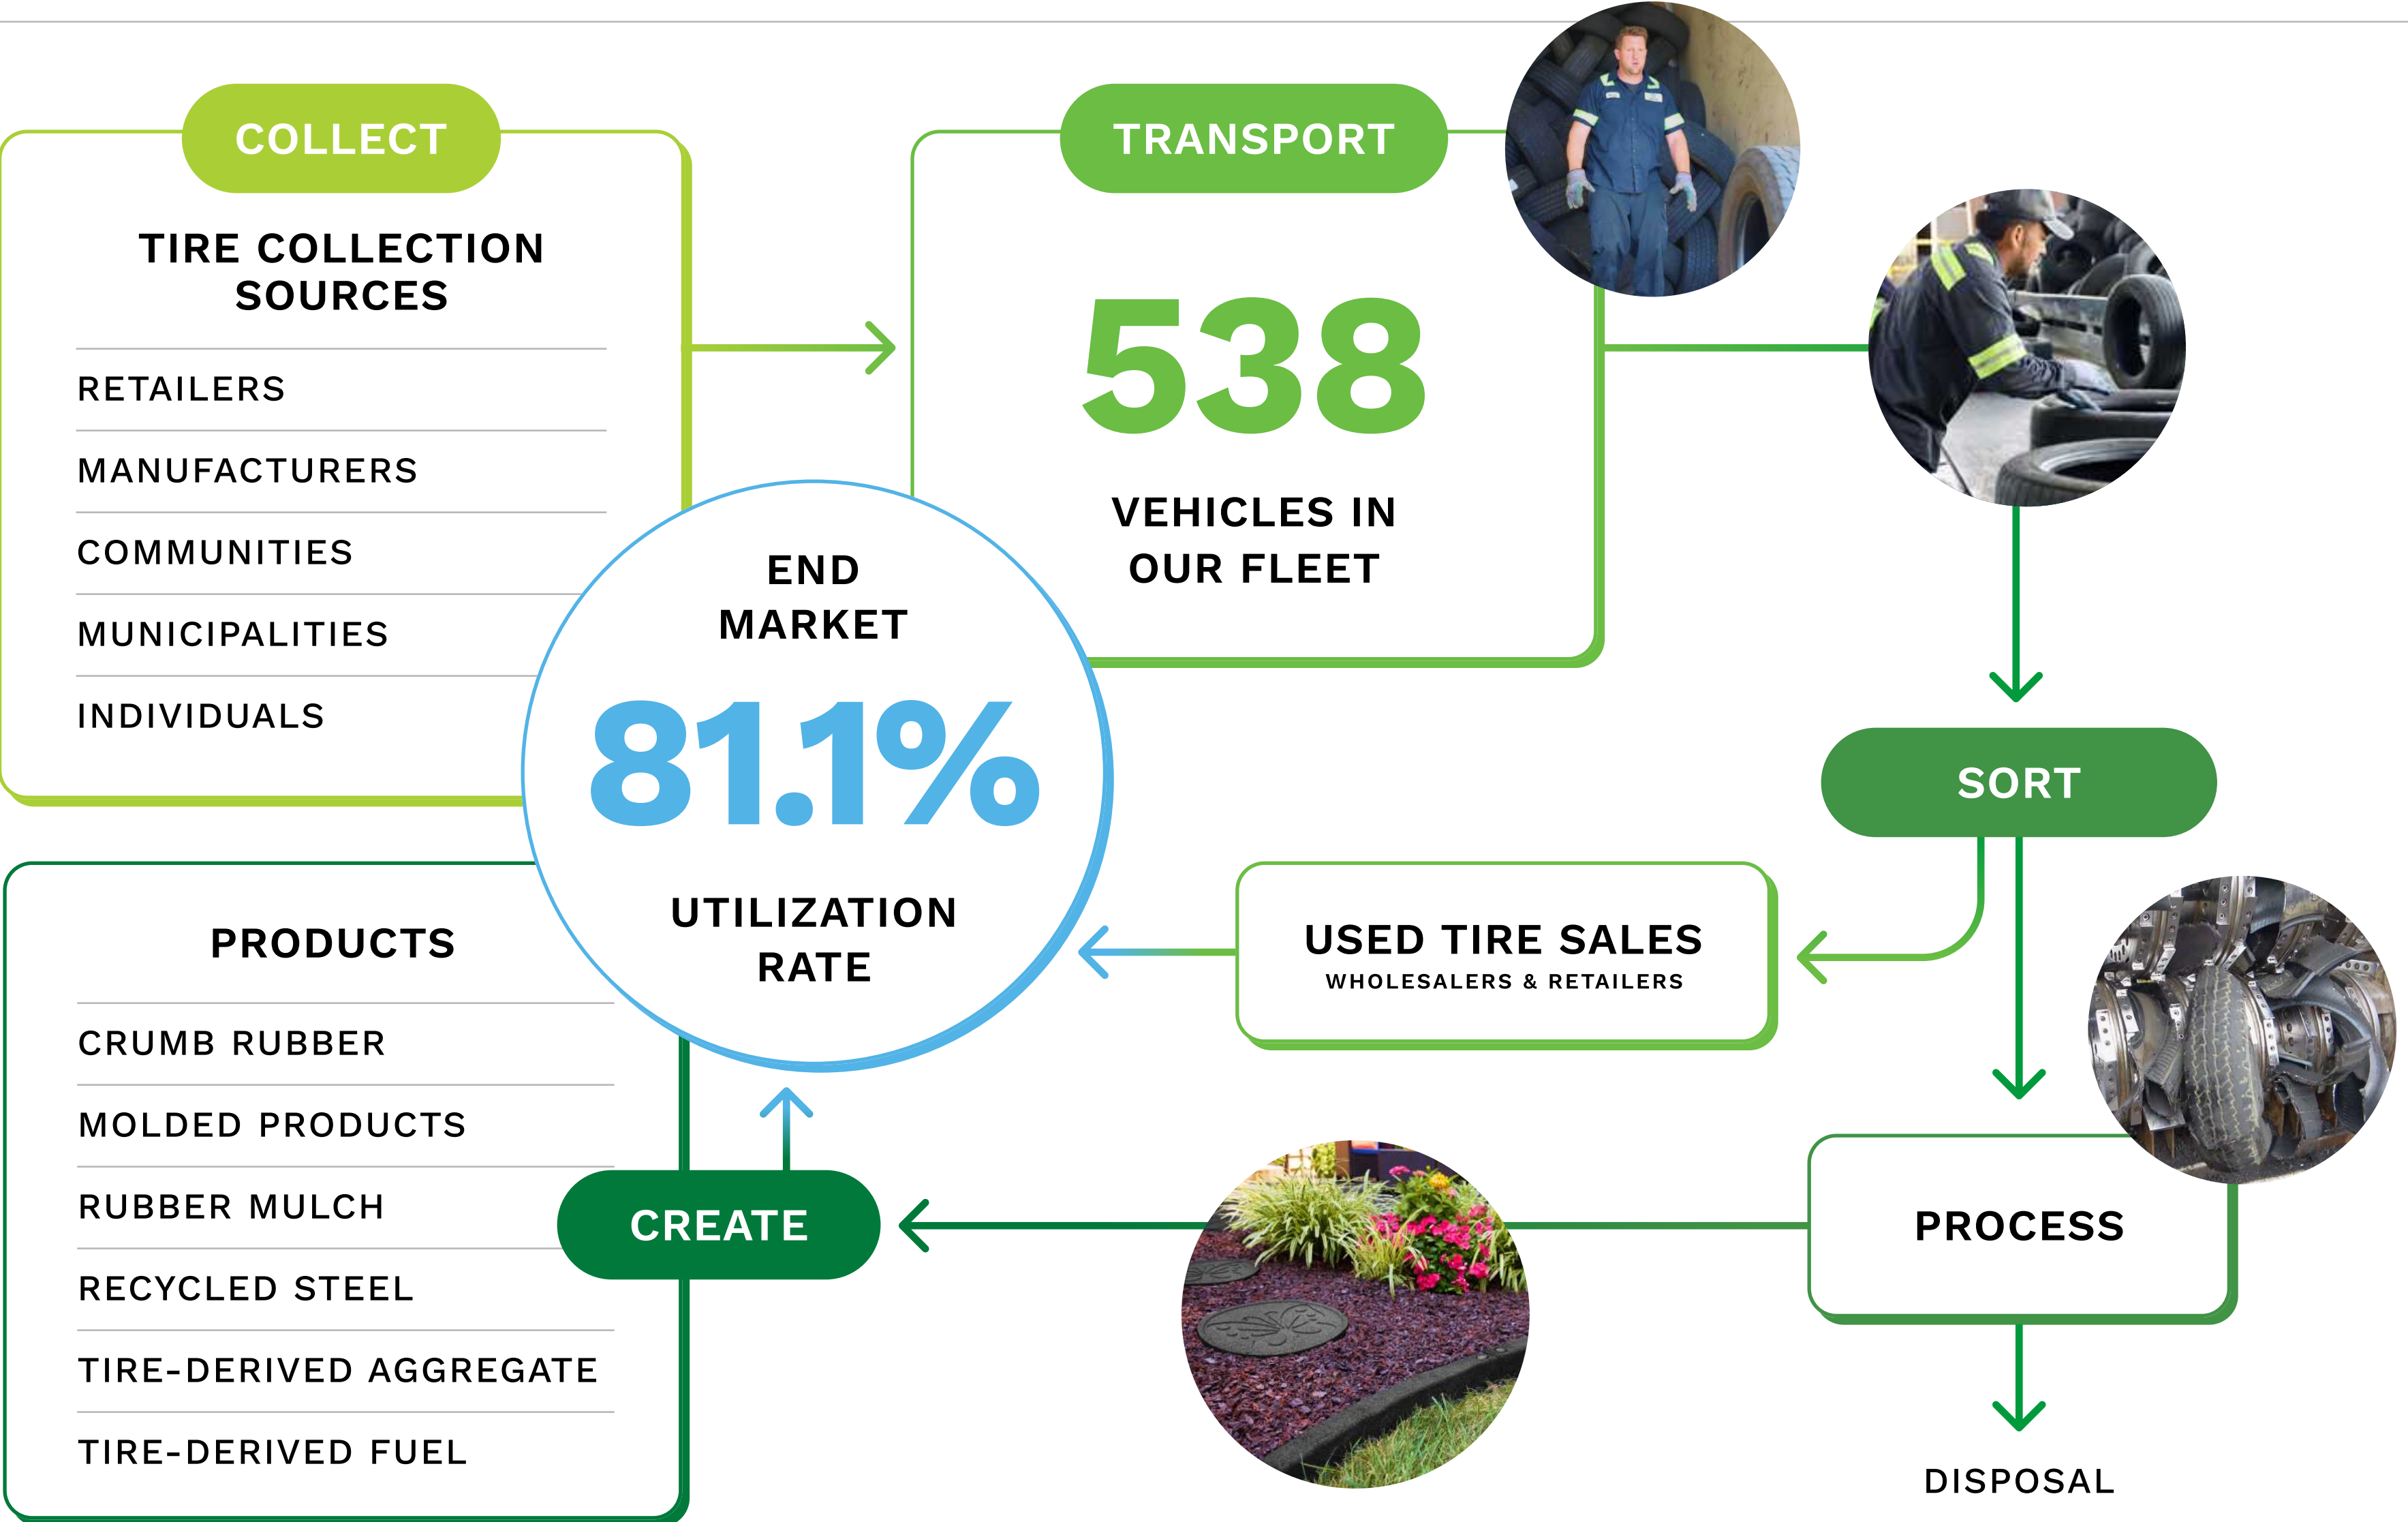 COLLECT
TIRE COLLECTION
SOURCES
RETAILERS
MANUFACTURERS
COMMUNITIES
MUNICIPALITIES
INDIVIDUALS
TRANSPORT
538
VEHICLES IN
OUR FLEET
END
MARKET
81.1%
UTILIZATION
RATE
SORT
USED TIRE SALES
WHOLESALERS & RETAILERS
PRODUCTS
CRUMB RUBBER
MOLDED PRODUCTS
RUBBER MULCH
RECYCLED STEEL
TIRE-DERIVED AGGREGATE
TIRE-DERIVED FUEL
CREATE
PROCESS
DISPOSAL